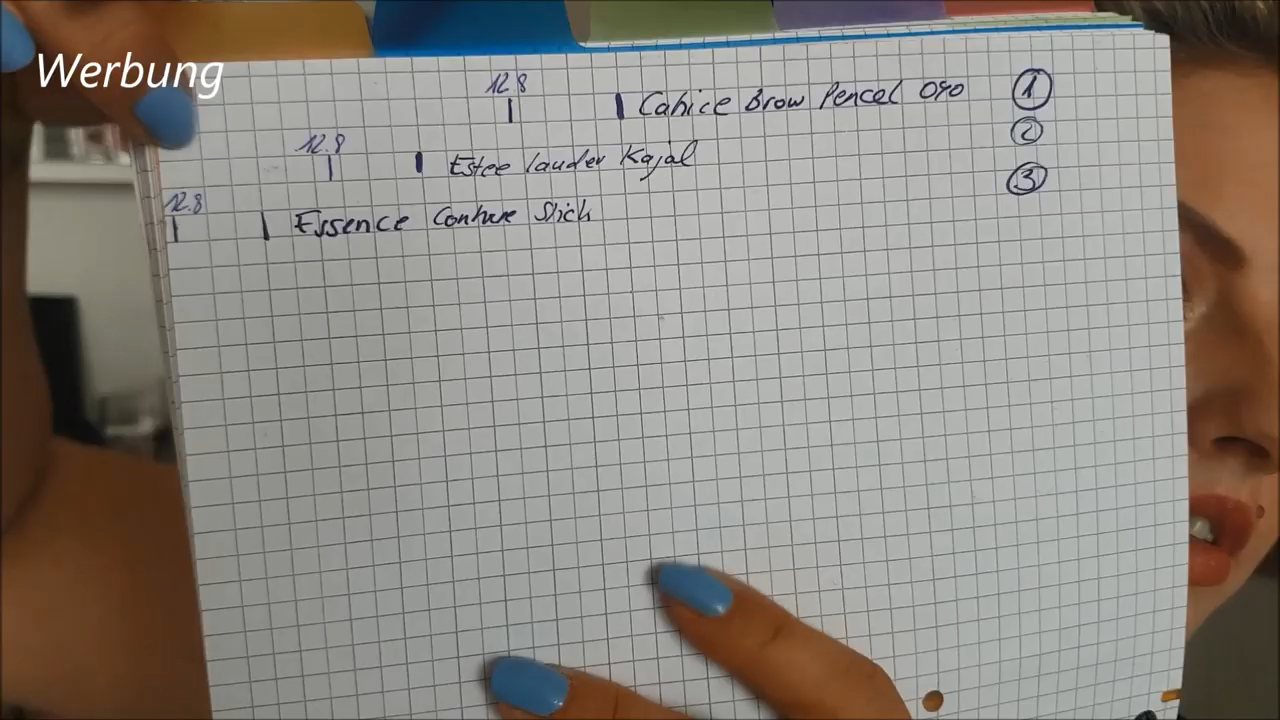 Werbung
12.8
Catrice Brow Pencel 040 ①
②
12.8
Estee lauder Kajal
③
12.8
Essence Conture Stick